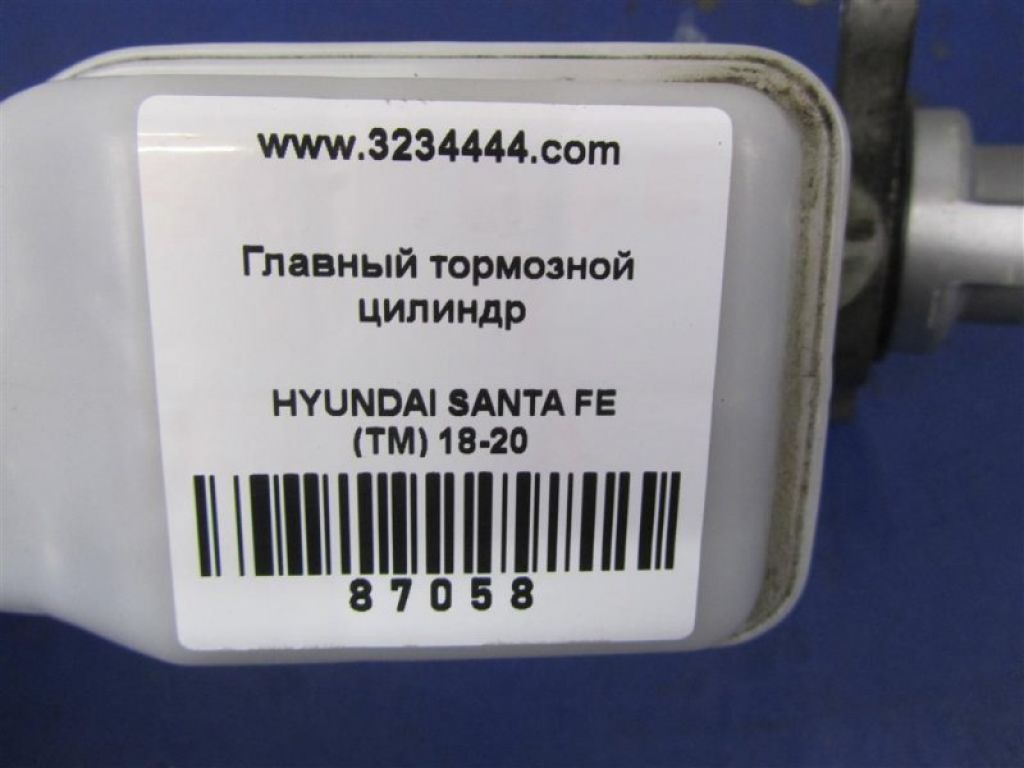 www.3234444.com
Главный тормозной
цилиндр
HYUNDAI SANTA FE
(TM) 18-20
87058